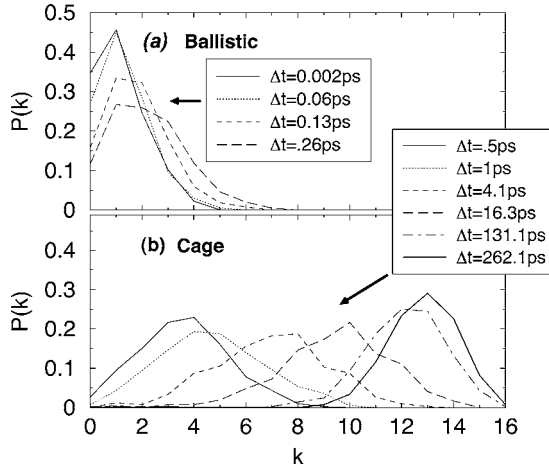 0.5
0.4
0.3
0.2
0.1
0
P(k)
(a) Ballistic
Δt=0.002ps
Δt=0.06ps
Δt=0.13ps
Δt=.26ps
Δt=.5ps
Δt=1ps
Δt=4.1ps
Δt=16.3ps
Δt=131.1ps
Δt=262.1ps
(b) Cage
0.4
0.3
0.2
0.1
0
P(k)
0 2 4 6 8 10 12 14 16
k